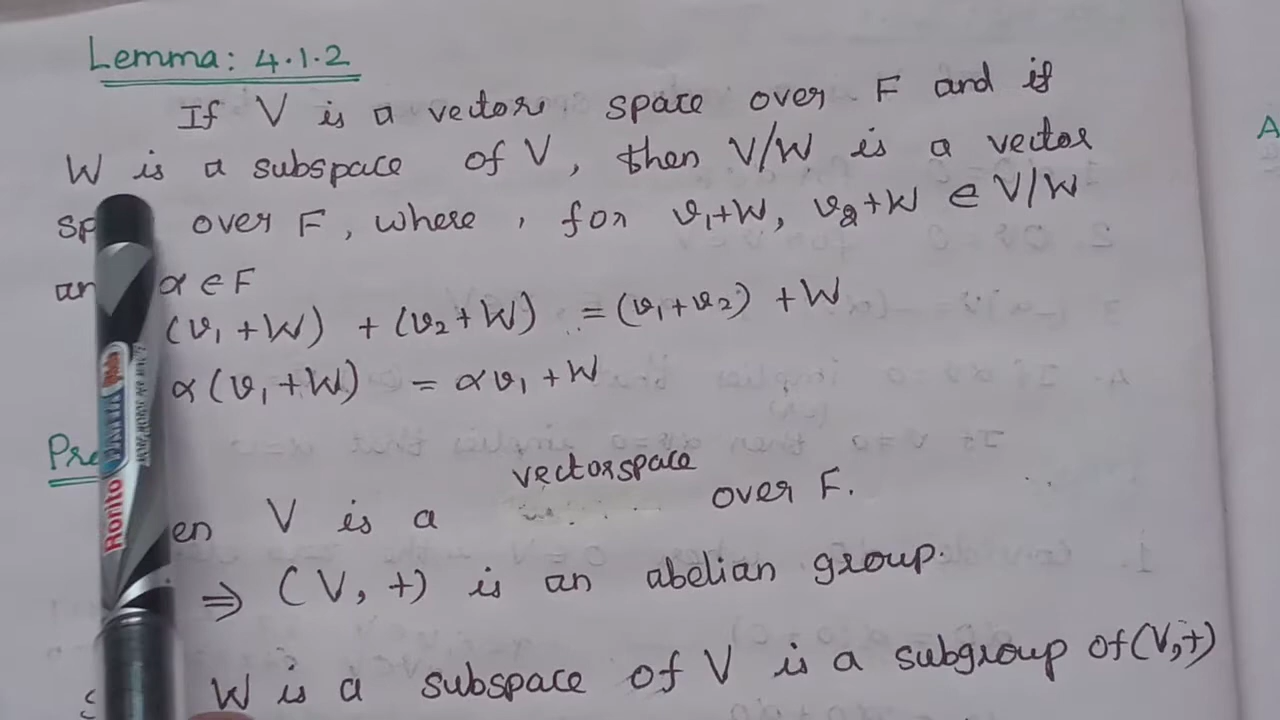 Lemma: 4.1.2
If V is a vector space over F and if
W is a subspace of V, then V/W is a vector
over F, where, for v₁+W, v₂+W ∈ V/W
α ∈ F
(v₁ + W) + (v₂ + W) = (v₁ + v₂) + W
α (v₁ + W) = αv₁ + W
vectorspace
V is a over F.
⇒ (V, +) is an abelian group.
W is a subspace of V is a subgroup of (V,+)
Rorito